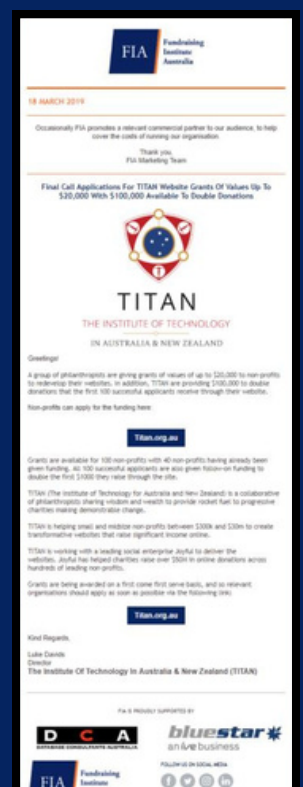 FIA
Fundraising
Institute
Australia
18 MARCH 2019
Occasionally FIA promotes a relevant commercial partner to our audience, to help
cover the costs of running our organisation.
Thank you,
FIA Marketing Team
Final Call Applications For TITAN Website Grants Of Values Up To
$20,000 With $100,000 Available To Double Donations
TITAN
THE INSTITUTE OF TECHNOLOGY
IN AUSTRALIA & NEW ZEALAND
Greetings!
A group of philanthropists are giving grants of values of up to $20,000 to non-profits
to redevelop their websites. In addition, TITAN are providing $100,000 to double
donations that the first 100 successful applicants receive through their website.
Non-profits can apply for the funding here:
Titan.org.au
Grants are available for 100 non-profits with 40 non-profits having already been
given funding. All 100 successful applicants are also given follow-on funding to
double the first $1000 they raise through the site.
TITAN (The Institute of Technology for Australia and New Zealand) is a collaborative
of philanthropists sharing wisdom and wealth to provide rocket fuel to progressive
charities making demonstrable change.
TITAN is helping small and midsize non-profits between $300k and $30m to create
transformative websites that raise significant income online.
TITAN is working with a leading social enterprise Joyful to deliver the
websites. Joyful has helped charities raise over $50M in online donations across
hundreds of leading non-profits.
Grants are being awarded on a first come first serve basis, and so relevant
organisations should apply as soon as possible via the following link:
Titan.org.au
Kind Regards,
Luke Davids
Director
The Institute Of Technology In Australia & New Zealand (TITAN)
FIA IS PROUDLY SUPPORTED BY
DCA
DATABASE CONSULTANTS AUSTRALIA
bluestar
an ive business
FIA
Fundraising
Institute
FOLLOW US ON SOCIAL MEDIA